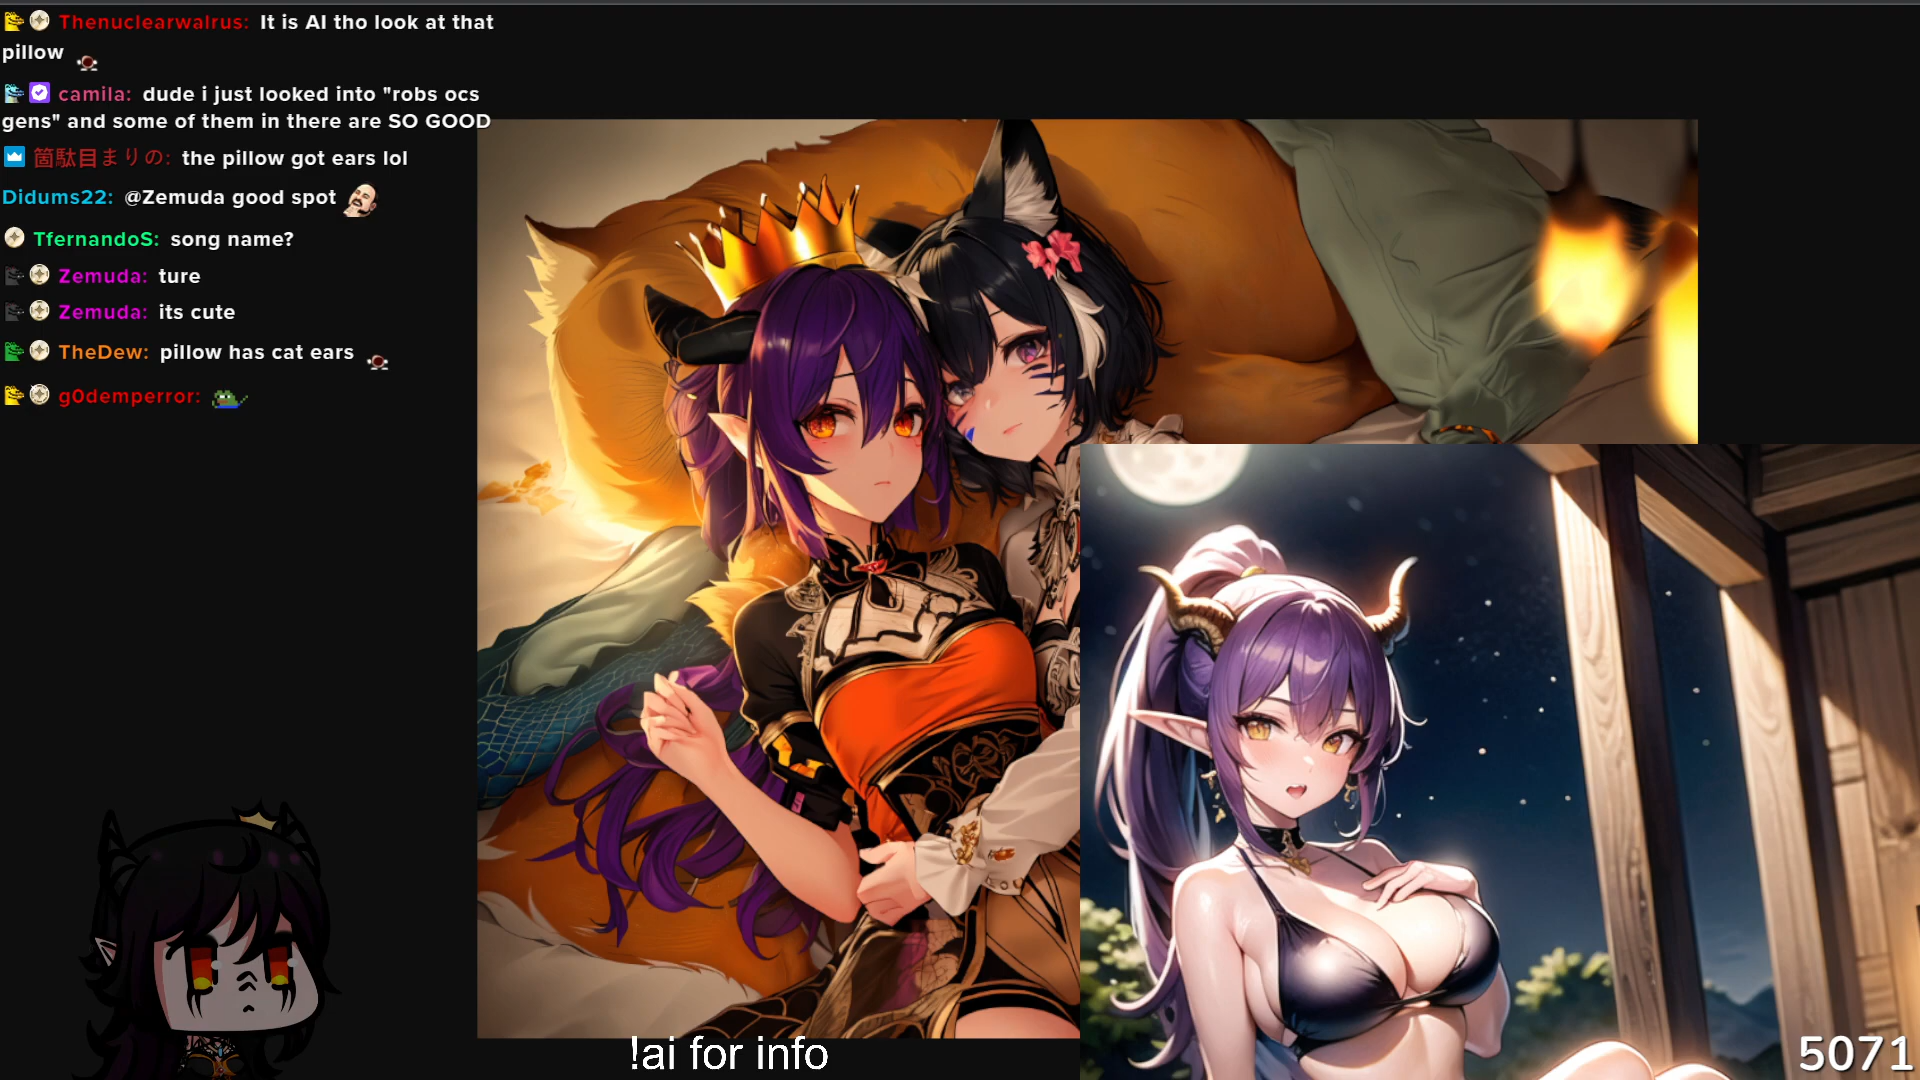 Thenuclearwalrus: It is AI tho look at that
pillow
camila: dude i just looked into "robs ocs
gens" and some of them in there are SO GOOD
箇駄目まりの: the pillow got ears lol
Didums22: @Zemuda good spot
TfernandoS: song name?
Zemuda: ture
Zemuda: its cute
TheDew: pillow has cat ears
g0demperror:
!ai for info
5071